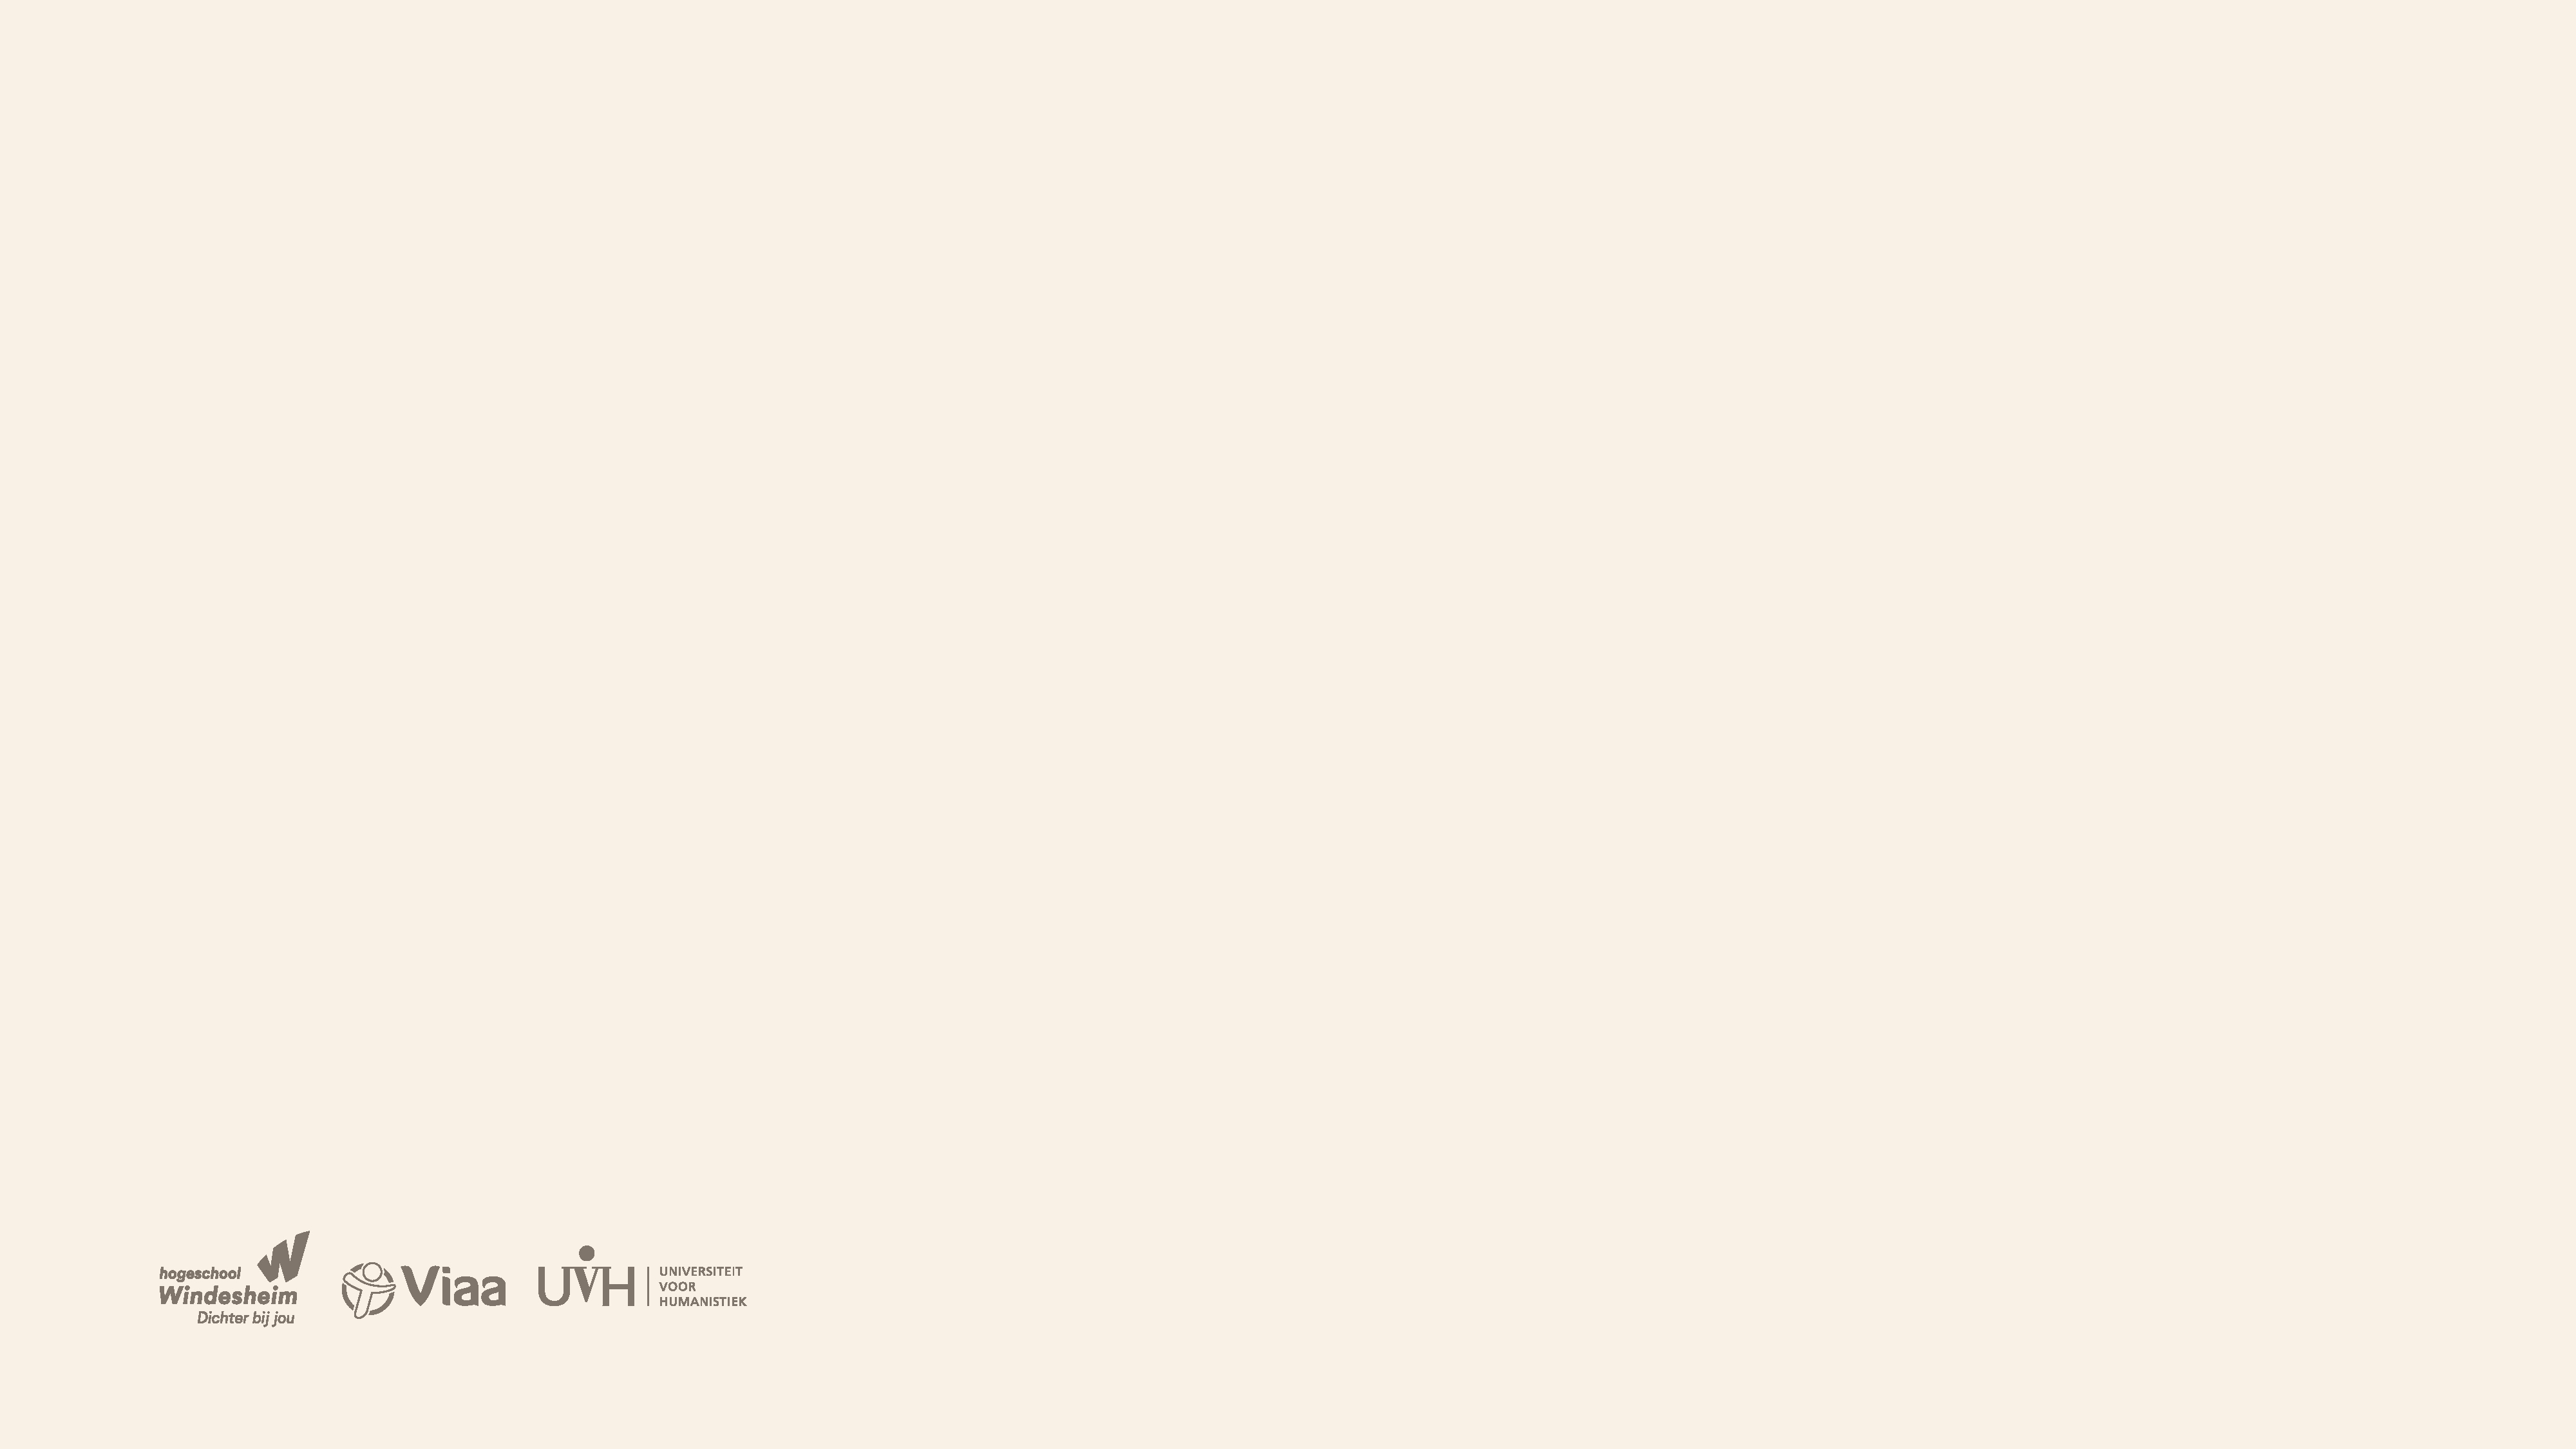 hogeschool
Windesheim
Dichter bij jou
Viaa
UVH
UNIVERSITEIT
VOOR
HUMANISTIEK